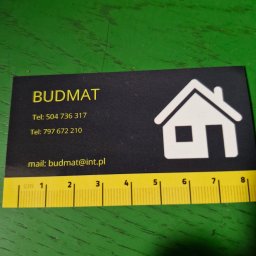 BUDMAT
Tel: 504 736 317
Tel: 797 672 210
mail; budmat@int.pl
cm 1 2 3 4 5 6 7 8